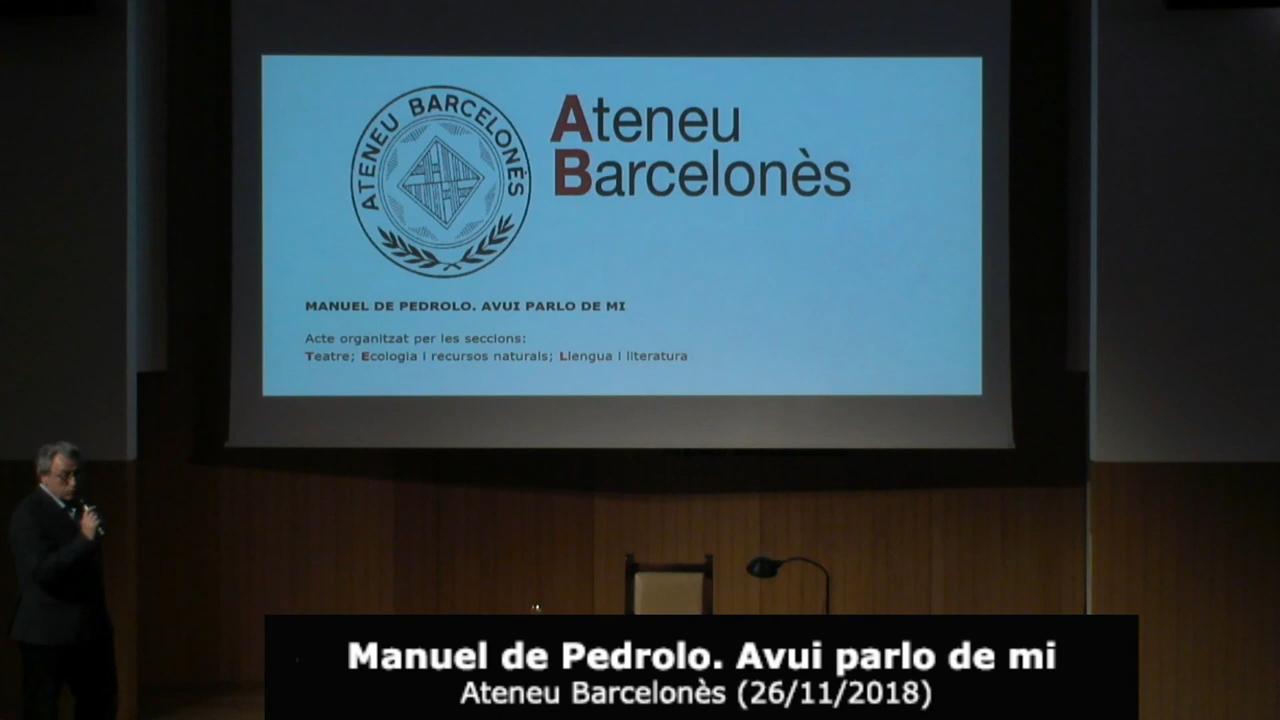 ATENEU BARCELONÈS
Ateneu
Barcelonès
MANUEL DE PEDROLO. AVUI PARLO DE MI
Acte organitzat per les seccions:
Teatre; Ecologia i recursos naturals; Llengua i literatura
Manuel de Pedrolo. Avui parlo de mi
Ateneu Barcelonès (26/11/2018)